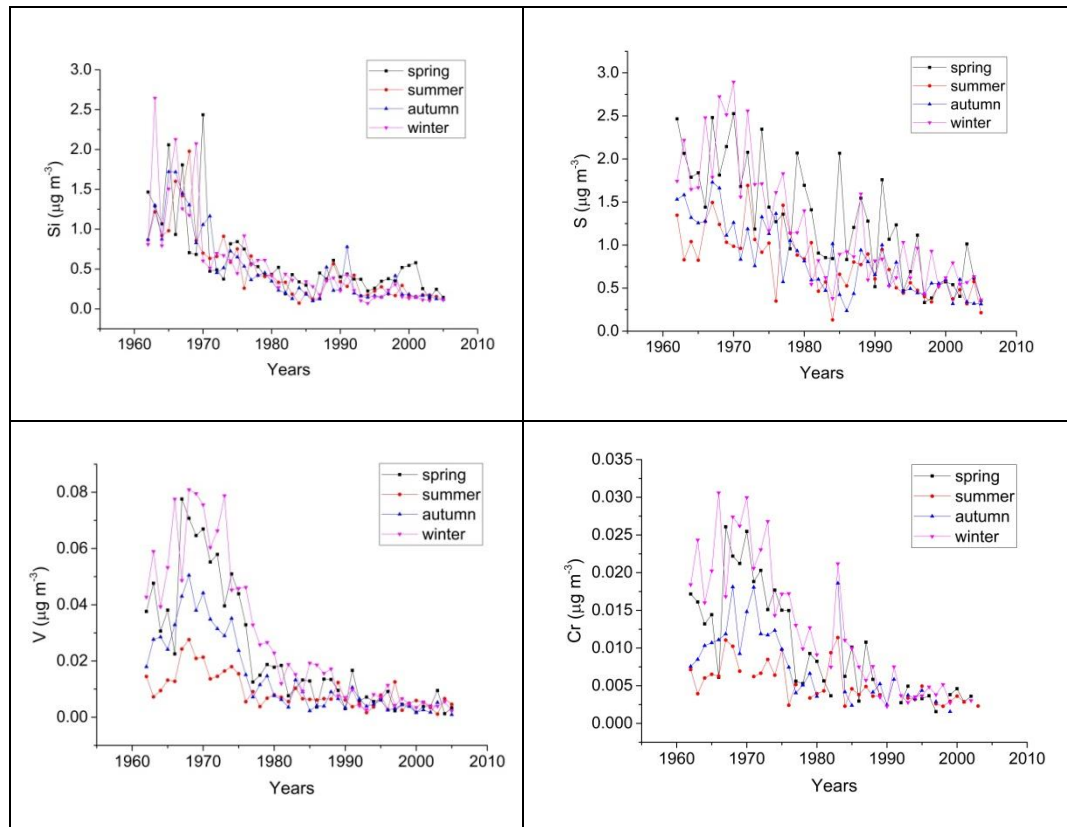 3.0
2.5
2.0
1.5
1.0
0.5
0.0
Si (µg m⁻³)
spring
summer
autumn
winter
1960 1970 1980 1990 2000 2010
Years
3.0
2.5
2.0
1.5
1.0
0.5
0.0
S (µg m⁻³)
spring
summer
autumn
winter
1960 1970 1980 1990 2000 2010
Years
0.08
0.06
0.04
0.02
0.00
V (µg m⁻³)
spring
summer
autumn
winter
1960 1970 1980 1990 2000 2010
Years
0.035
0.030
0.025
0.020
0.015
0.010
0.005
0.000
Cr (µg m⁻³)
spring
summer
autumn
winter
1960 1970 1980 1990 2000 2010
Years